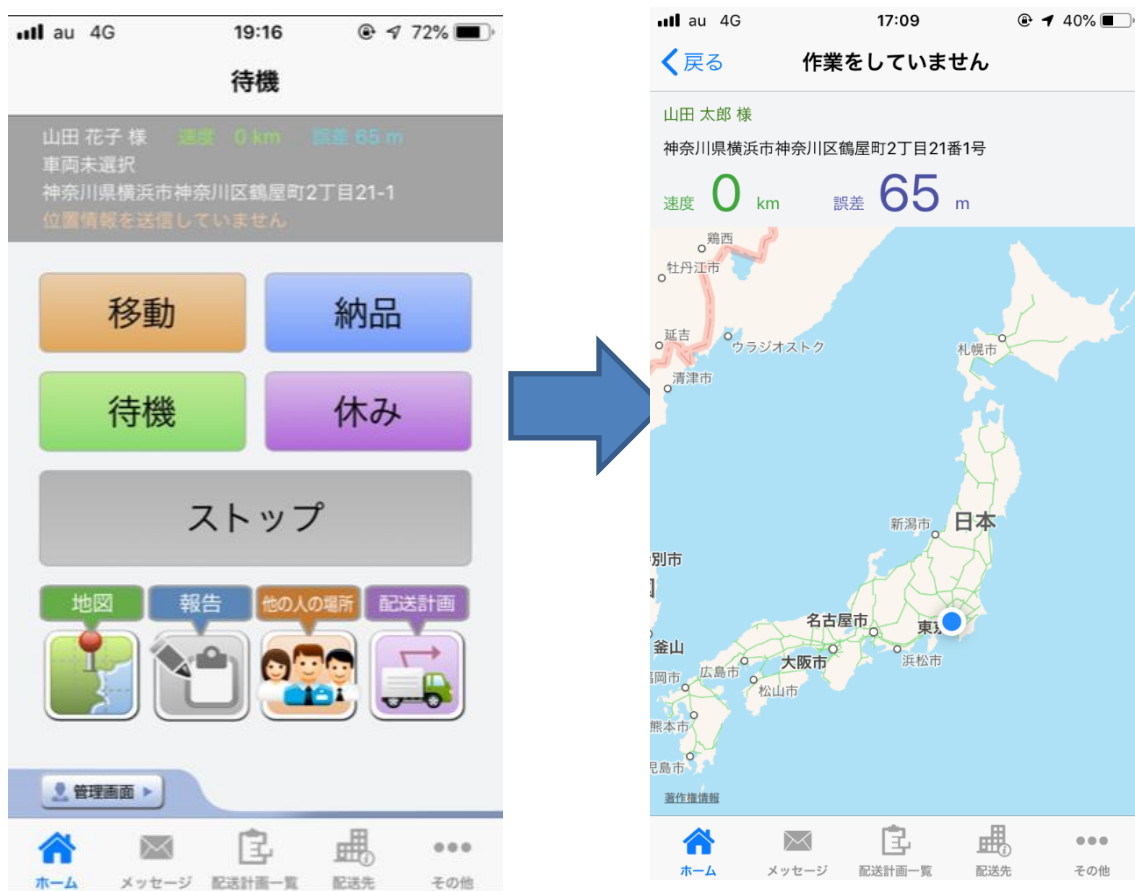 au 4G 19:16 72%
待機
山田 花子 様 速度 0 km 誤差 65 m
車両未選択
神奈川県横浜市神奈川区鶴屋町2丁目21-1
位置情報を送信していません
移動 納品
待機 休み
ストップ
地図 報告 他の人の場所 配送計画
管理画面
ホーム メッセージ 配送計画一覧 配送先 その他
au 4G 17:09 40%
戻る 作業をしていません
山田 太郎 様
神奈川県横浜市神奈川区鶴屋町2丁目21番1号
速度 0 km 誤差 65 m
鶏西
牡丹江市
延吉
ウラジオストク
札幌市
清津市
新潟市 日本
別市
名古屋市 東京
釜山
大阪市 浜松市
岡市 広島市
松山市
熊本市
児島市
著作権情報
ホーム メッセージ 配送計画一覧 配送先 その他